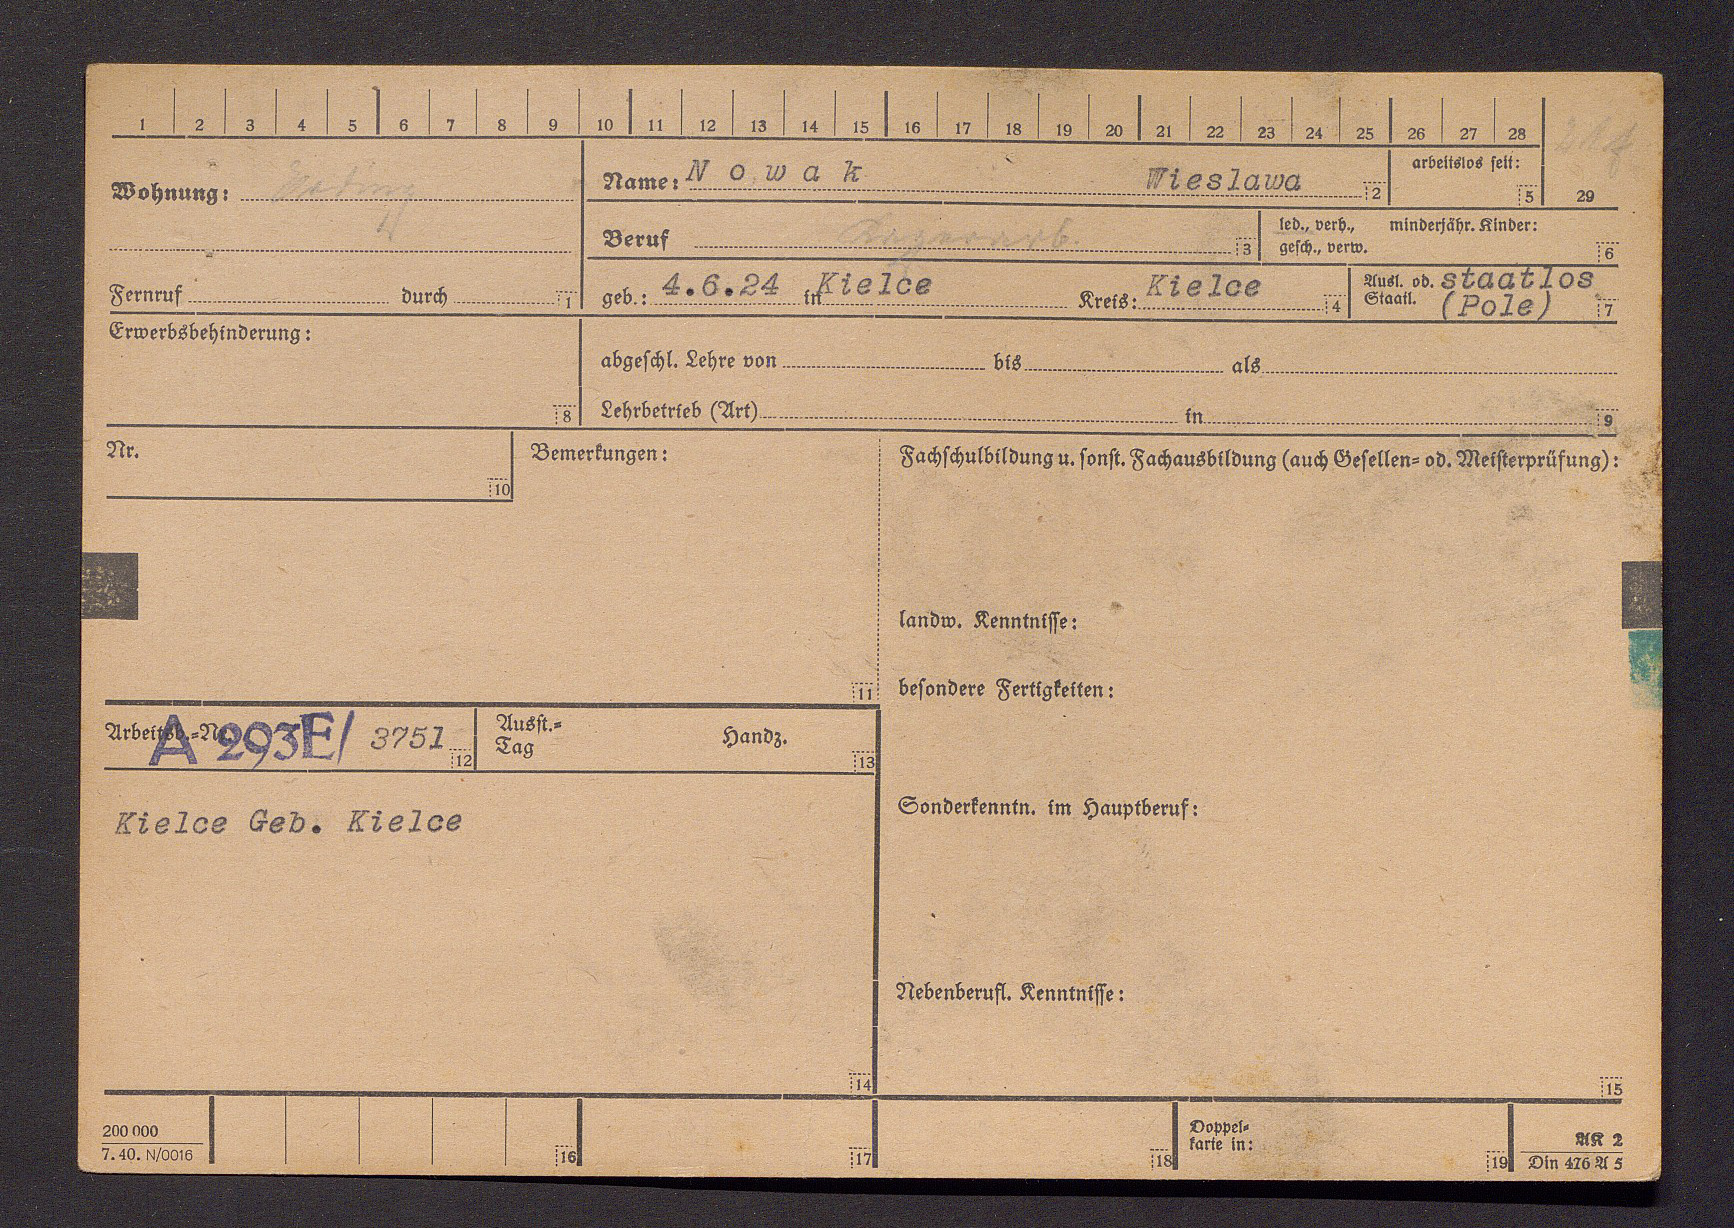 1 2 3 4 5 6 7 8 9 10 11 12 13 14 15 16 17 18 19 20 21 22 23 24 25 26 27 28
29
Wohnung:
Fernruf durch 1
Name: Nowak Wieslawa 2
arbeitslos seit: 5
Beruf 3
led., verh., minderjähr. Kinder:
gesch., verw. 6
geb.: 4.6.24 in Kielce Kreis: Kielce 4
Ausl. od. staatlos
Staatl. (Pole) 7
Erwerbsbehinderung:
8
abgeschl. Lehre von bis als
Lehrbetrieb (Art) in 9
Nr.
10
Bemerkungen:
11
Fachschulbildung u. sonst. Fachausbildung (auch Gesellen= od. Meisterprüfung):
landw. Kenntnisse:
besondere Fertigkeiten:
Arbeitsb.=Nr. A 293E/ 3751 12
Ausst.=
Tag
Handz.
13
Kielce Geb. Kielce
14
Sonderkenntn. im Hauptberuf:
Nebenberufl. Kenntnisse:
15
200 000
7. 40. N/0016
16
17
18
Doppel=
karte in:
19
AK 2
Din 476 A 5